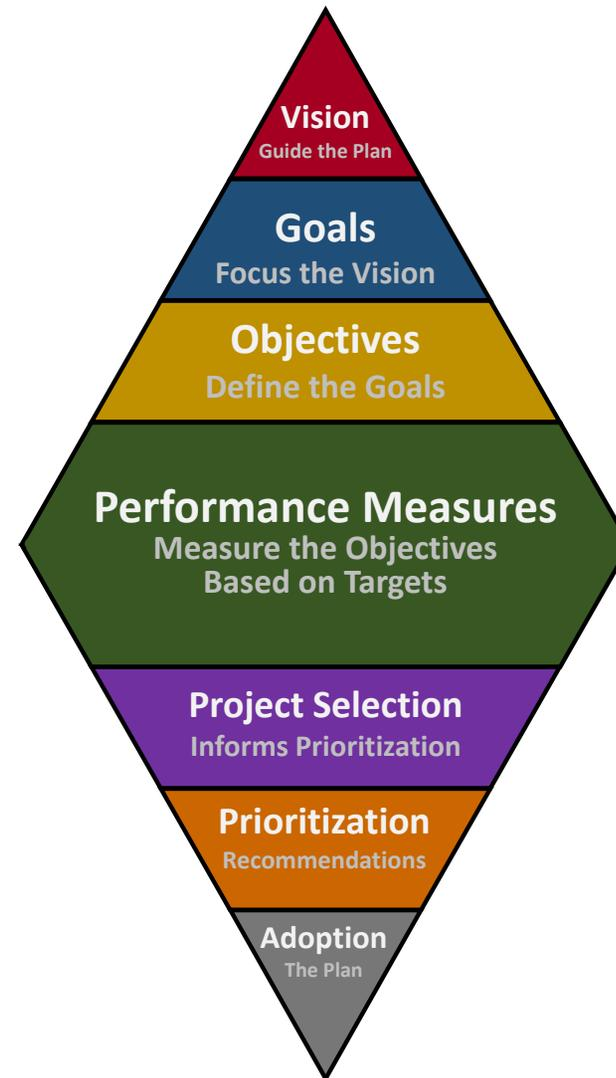 Vision
Guide the Plan
Goals
Focus the Vision
Objectives
Define the Goals
Performance Measures
Measure the Objectives
Based on Targets
Project Selection
Informs Prioritization
Prioritization
Recommendations
Adoption
The Plan